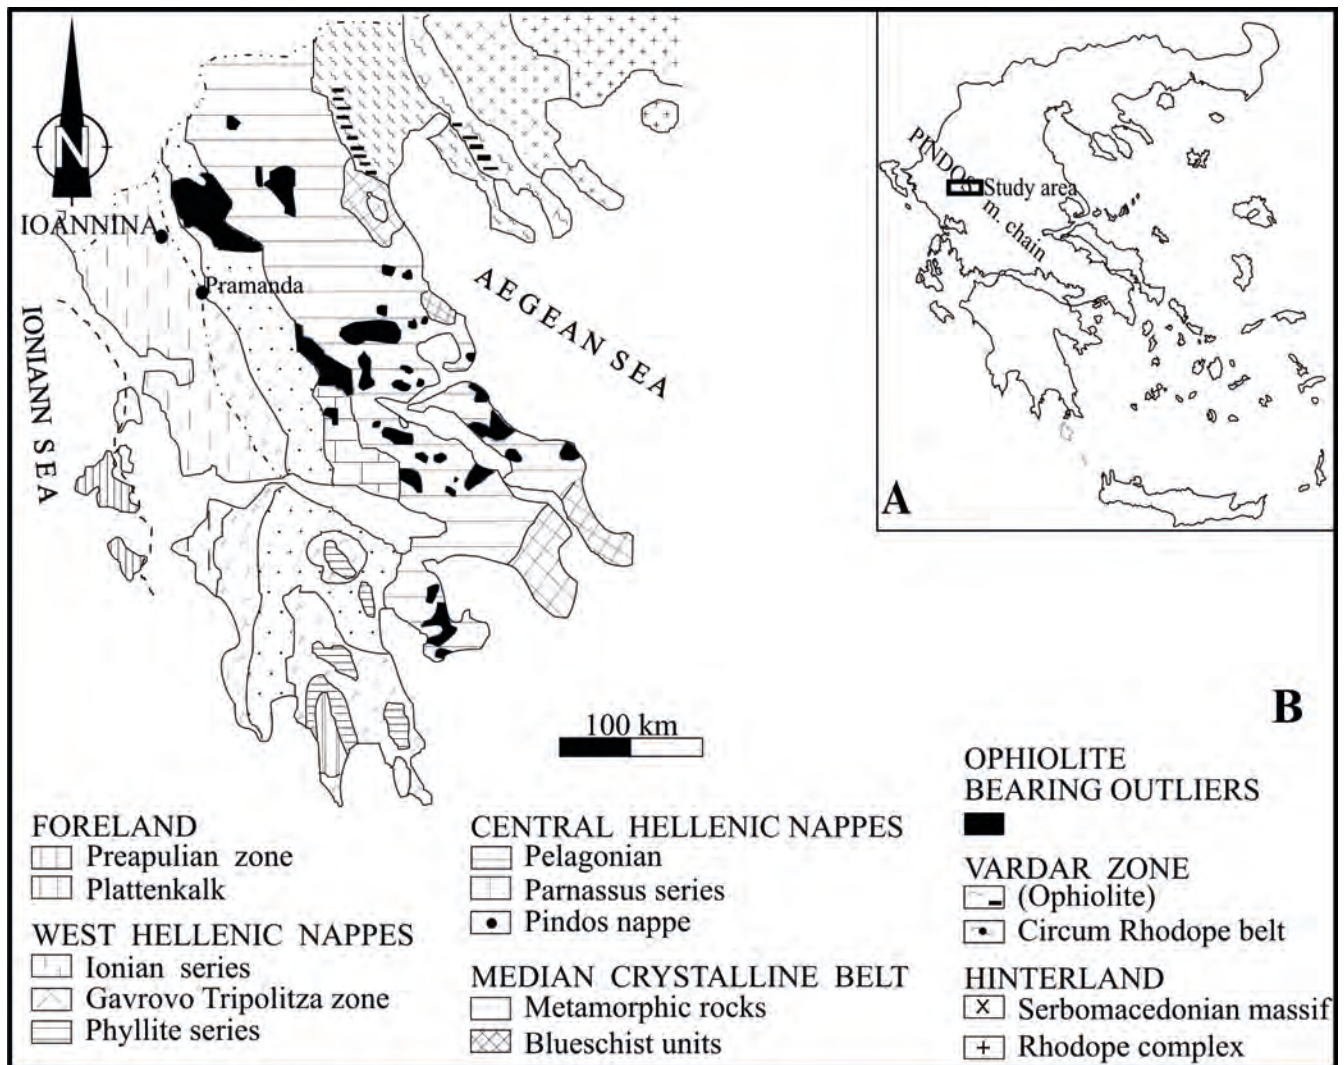 N
IOANNINA
Pramanda
IONIANN SEA
AEGEAN SEA
PINDOS
m. chain
Study area
A
B
100 km
FORELAND
Preapulian zone
Plattenkalk
WEST HELLENIC NAPPES
Ionian series
Gavrovo Tripolitza zone
Phyllite series
CENTRAL HELLENIC NAPPES
Pelagonian
Parnassus series
Pindos nappe
MEDIAN CRYSTALLINE BELT
Metamorphic rocks
Blueschist units
OPHIOLITE
BEARING OUTLIERS
VARDAR ZONE
(Ophiolite)
Circum Rhodope belt
HINTERLAND
Serbomacedonian massif
Rhodope complex